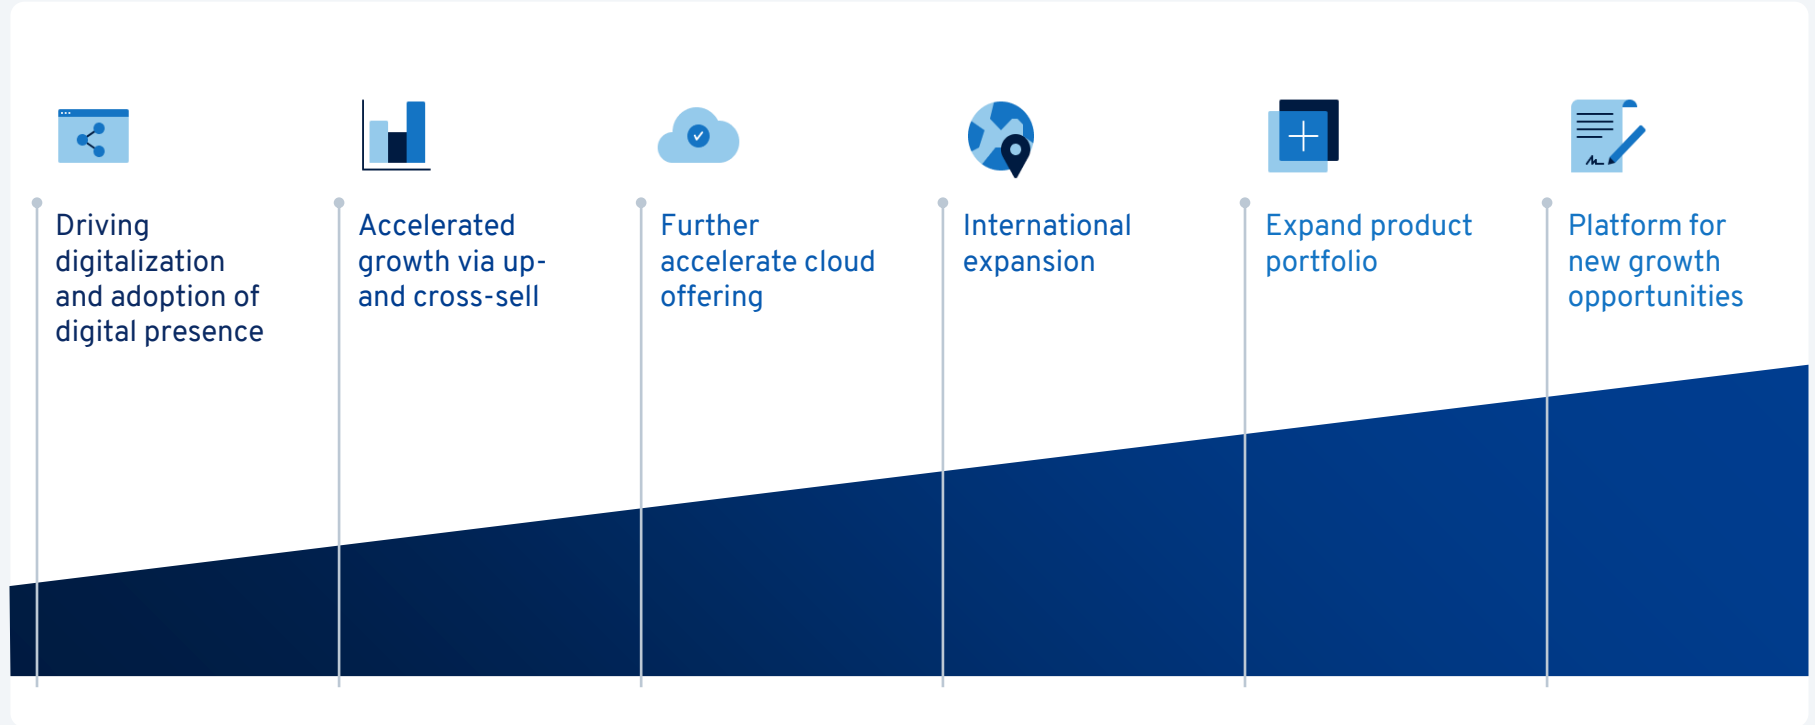 Driving
digitalization
and adoption of
digital presence
Accelerated
growth via up-
and cross-sell
Further
accelerate cloud
offering
International
expansion
Expand product
portfolio
Platform for
new growth
opportunities